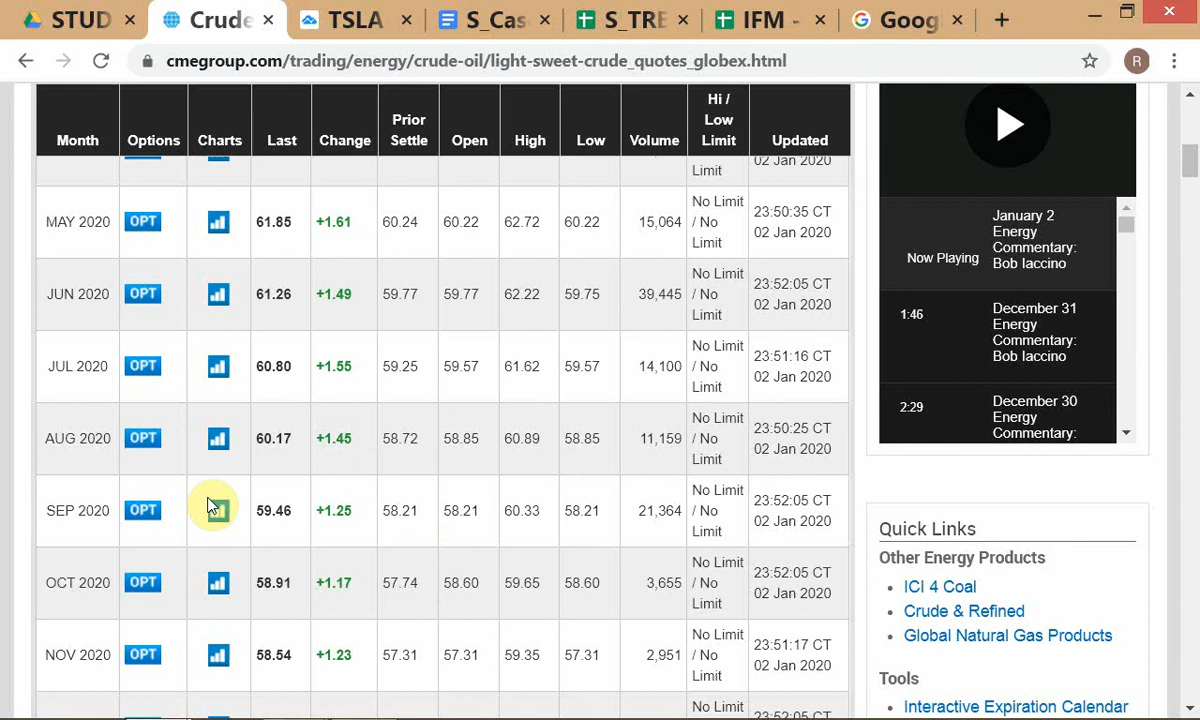 STUD
Crude
TSLA
S_Cas
S_TRE
IFM -
Goog
cmegroup.com/trading/energy/crude-oil/light-sweet-crude_quotes_globex.html
R
Month Options Charts Last Change Prior Settle Open High Low Volume Hi / Low Limit Updated
Limit 02 Jan 2020
MAY 2020 OPT 61.85 +1.61 60.24 60.22 62.72 60.22 15,064 No Limit / No Limit 23:50:35 CT 02 Jan 2020
JUN 2020 OPT 61.26 +1.49 59.77 59.77 62.22 59.75 39,445 No Limit / No Limit 23:52:05 CT 02 Jan 2020
JUL 2020 OPT 60.80 +1.55 59.25 59.57 61.62 59.57 14,100 No Limit / No Limit 23:51:16 CT 02 Jan 2020
AUG 2020 OPT 60.17 +1.45 58.72 58.85 60.89 58.85 11,159 No Limit / No Limit 23:50:25 CT 02 Jan 2020
SEP 2020 OPT 59.46 +1.25 58.21 58.21 60.33 58.21 21,364 No Limit / No Limit 23:52:05 CT 02 Jan 2020
OCT 2020 OPT 58.91 +1.17 57.74 58.60 59.65 58.60 3,655 No Limit / No Limit 23:52:05 CT 02 Jan 2020
NOV 2020 OPT 58.54 +1.23 57.31 57.31 59.35 57.31 2,951 No Limit / No Limit 23:51:17 CT 02 Jan 2020
No Limit 23:52:05 CT
Now Playing
January 2
Energy
Commentary:
Bob Iaccino
1:46
December 31
Energy
Commentary:
Bob Iaccino
2:29
December 30
Energy
Commentary:
Quick Links
Other Energy Products
ICI 4 Coal
Crude & Refined
Global Natural Gas Products
Tools
Interactive Expiration Calendar